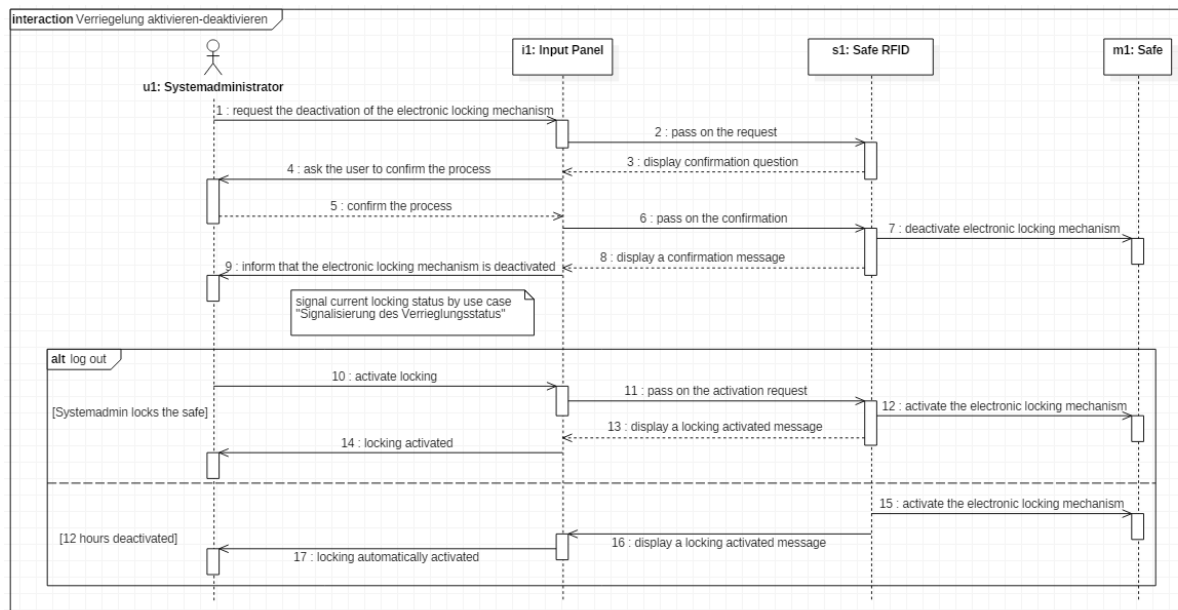 interaction Verriegelung aktivieren-deaktivieren
u1: Systemadministrator
i1: Input Panel
s1: Safe RFID
m1: Safe
1 : request the deactivation of the electronic locking mechanism
2 : pass on the request
3 : display confirmation question
4 : ask the user to confirm the process
5 : confirm the process
6 : pass on the confirmation
7 : deactivate electronic locking mechanism
8 : display a confirmation message
9 : inform that the electronic locking mechanism is deactivated
signal current locking status by use case
"Signalisierung des Verrieglungsstatus"
alt log out
10 : activate locking
11 : pass on the activation request
[Systemadmin locks the safe]
12 : activate the electronic locking mechanism
13 : display a locking activated message
14 : locking activated
15 : activate the electronic locking mechanism
[12 hours deactivated]
16 : display a locking activated message
17 : locking automatically activated